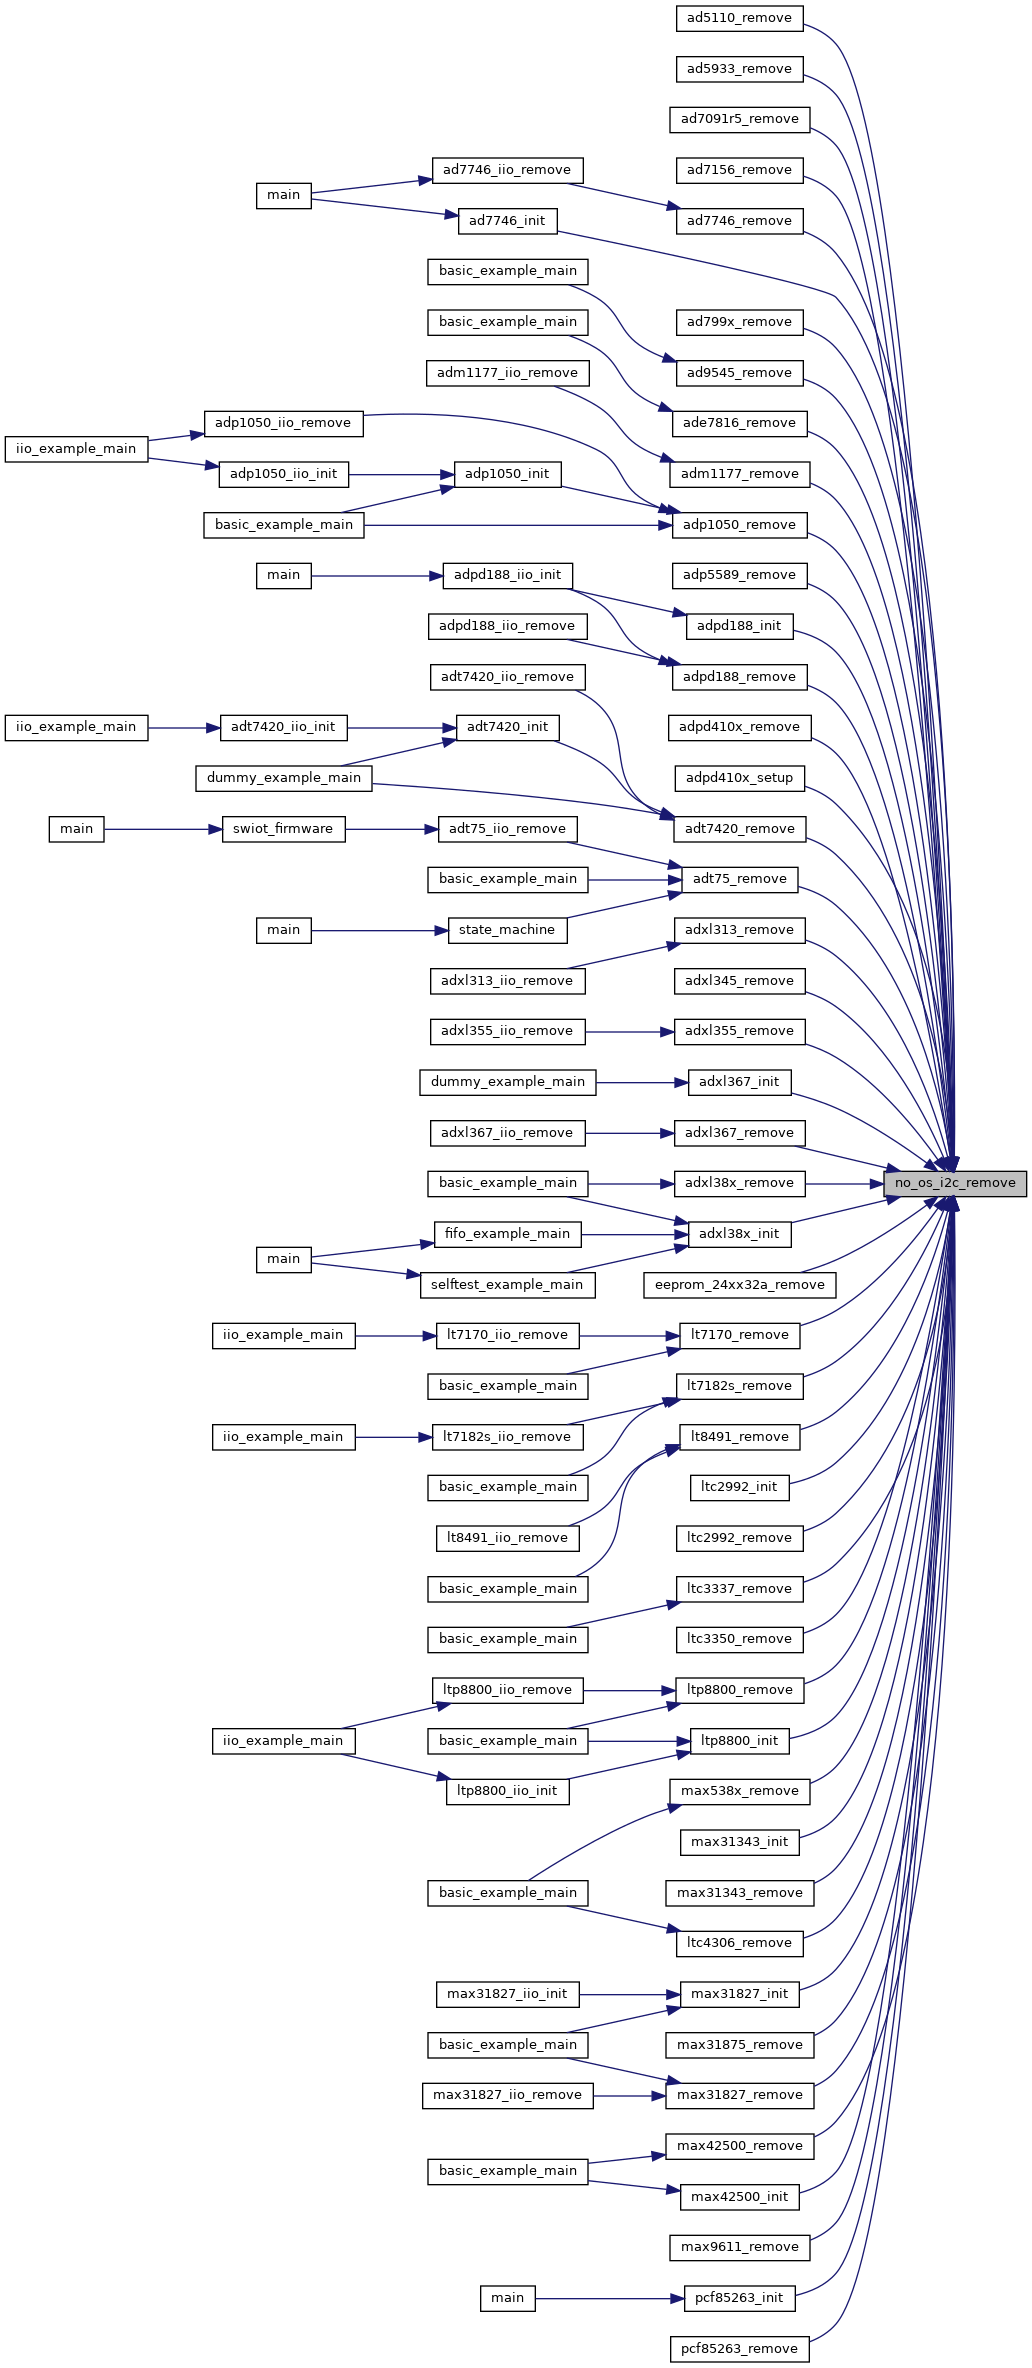 ad5110_remove
ad5933_remove
ad7091r5_remove
ad7746_iio_remove
ad7156_remove
main
ad7746_init
ad7746_remove
basic_example_main
basic_example_main
ad799x_remove
adm1177_iio_remove
ad9545_remove
adp1050_iio_remove
ade7816_remove
iio_example_main
adp1050_iio_init
adp1050_init
adm1177_remove
basic_example_main
adp1050_remove
main
adpd188_iio_init
adp5589_remove
adpd188_iio_remove
adpd188_init
adt7420_iio_remove
adpd188_remove
iio_example_main
adt7420_iio_init
adt7420_init
adpd410x_remove
dummy_example_main
adpd410x_setup
main
swiot_firmware
adt75_iio_remove
adt7420_remove
basic_example_main
adt75_remove
main
state_machine
adxl313_remove
adxl313_iio_remove
adxl345_remove
adxl355_iio_remove
adxl355_remove
dummy_example_main
adxl367_init
adxl367_iio_remove
adxl367_remove
basic_example_main
adxl38x_remove
no_os_i2c_remove
fifo_example_main
adxl38x_init
main
selftest_example_main
eeprom_24xx32a_remove
iio_example_main
lt7170_iio_remove
lt7170_remove
basic_example_main
lt7182s_remove
iio_example_main
lt7182s_iio_remove
lt8491_remove
basic_example_main
ltc2992_init
lt8491_iio_remove
ltc2992_remove
basic_example_main
ltc3337_remove
basic_example_main
ltc3350_remove
ltp8800_iio_remove
ltp8800_remove
iio_example_main
basic_example_main
ltp8800_init
ltp8800_iio_init
max538x_remove
max31343_init
basic_example_main
max31343_remove
ltc4306_remove
max31827_iio_init
max31827_init
basic_example_main
max31875_remove
max31827_iio_remove
max31827_remove
max42500_remove
basic_example_main
max42500_init
max9611_remove
main
pcf85263_init
pcf85263_remove